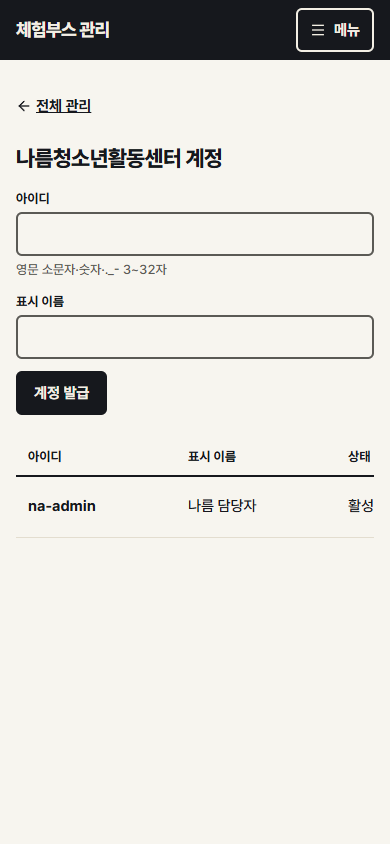 체험부스 관리
메뉴
← 전체 관리
나름청소년활동센터 계정
아이디
영문 소문자·숫자·._- 3~32자
표시 이름
계정 발급
아이디 표시 이름 상태
na-admin 나름 담당자 활성